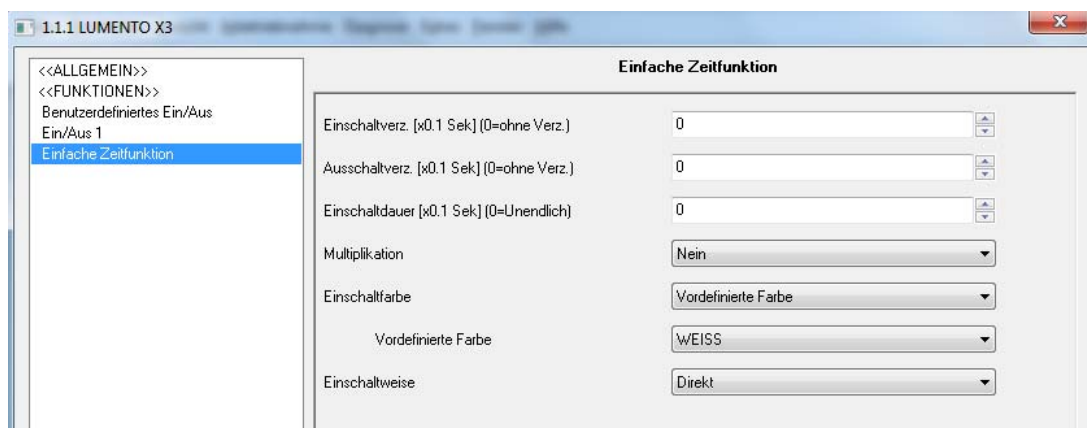 1.1.1 LUMENTO X3
<<ALLGEMEIN>>
<<FUNKTIONEN>>
Benutzerdefiniertes Ein/Aus
Ein/Aus 1
Einfache Zeitfunktion
Einfache Zeitfunktion
Einschaltverz. [x0.1 Sek] (0=ohne Verz.) 0
Ausschaltverz. [x0.1 Sek] (0=ohne Verz.) 0
Einschaltdauer [x0.1 Sek] (0=Unendlich) 0
Multiplikation Nein
Einschaltfarbe Vordefinierte Farbe
Vordefinierte Farbe WEISS
Einschaltweise Direkt